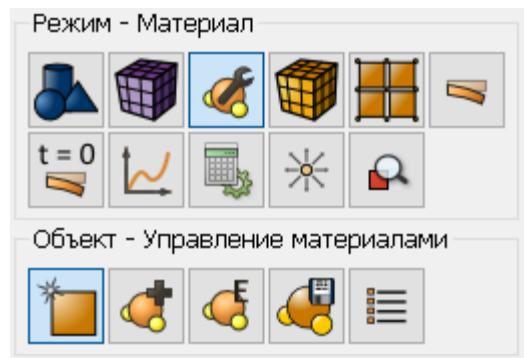 Режим - Материал
t = 0
Объект - Управление материалами
E